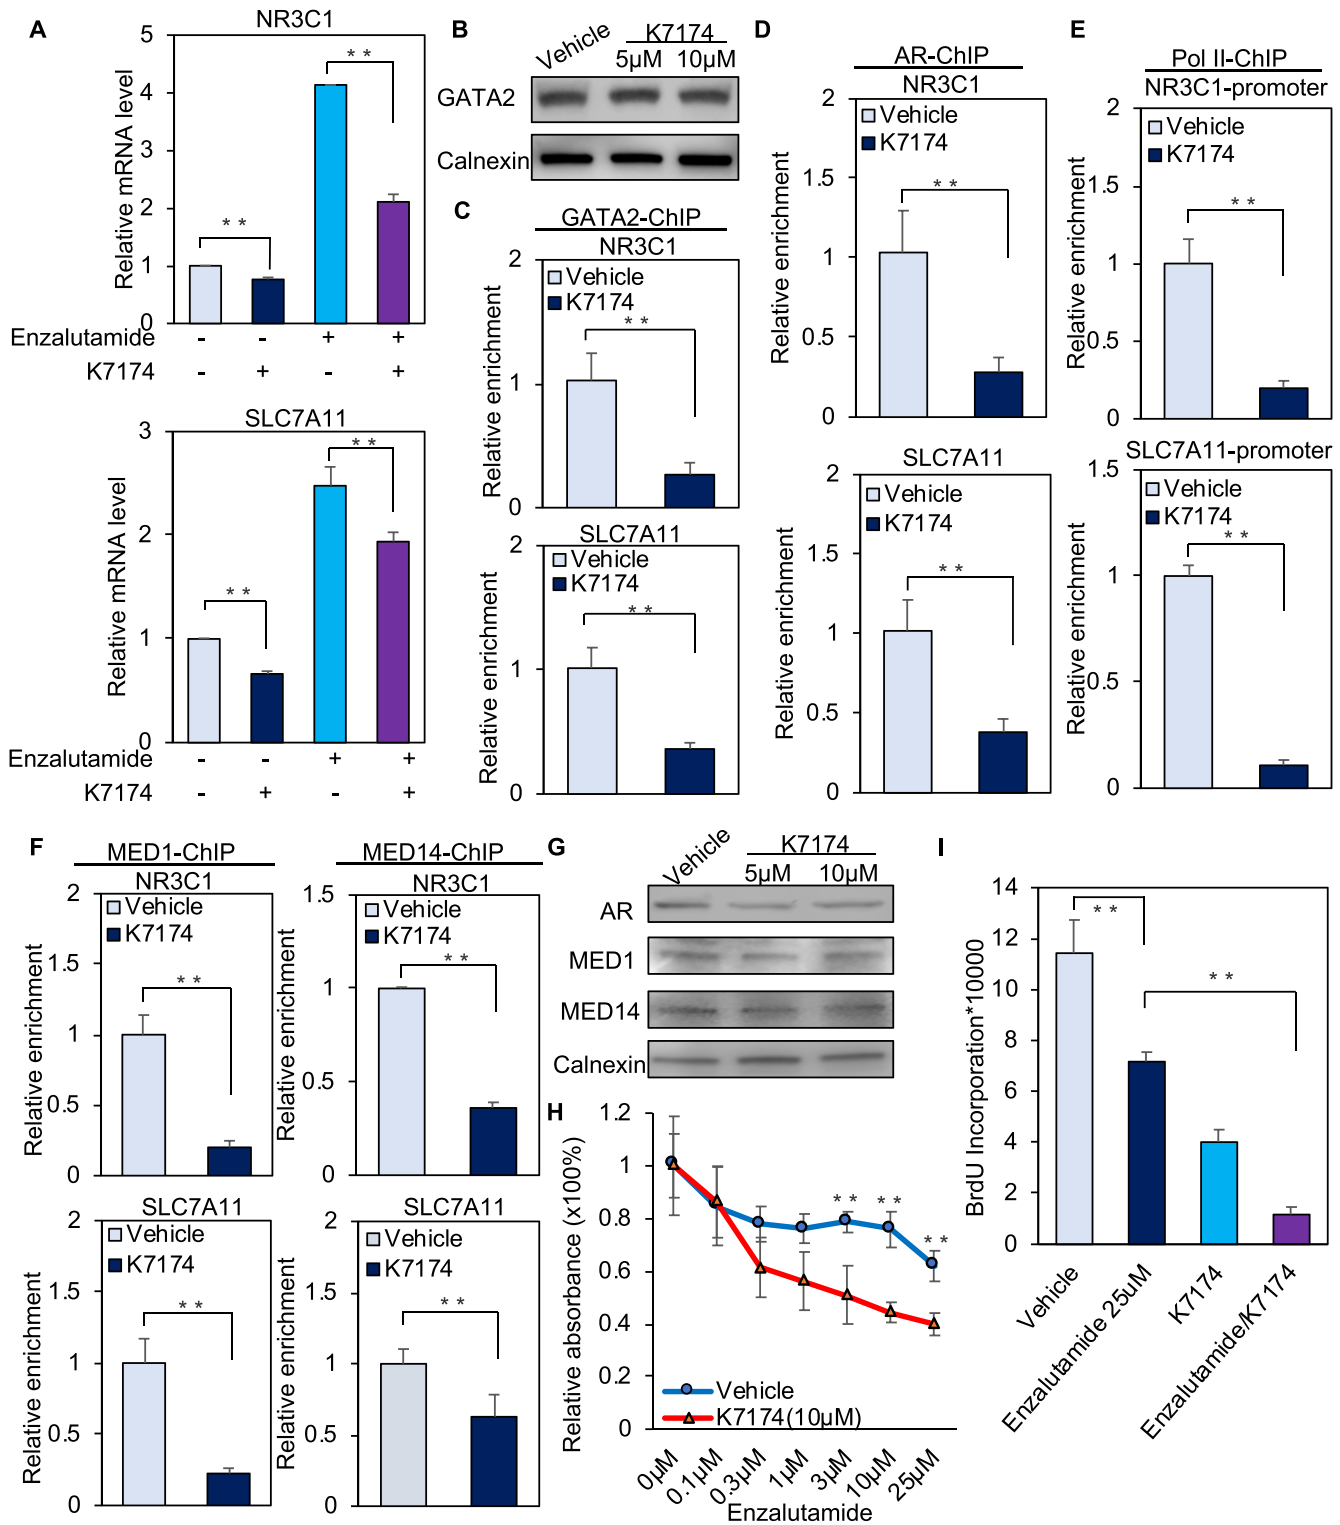 A
NR3C1
Relative mRNA level
5
4
3
2
1
0
* *
* *
Enzalutamide - - + +
K7174 - + - +
SLC7A11
Relative mRNA level
3
2
1
0
* *
* *
Enzalutamide - - + +
K7174 - + - +
B
Vehicle
K7174
5µM 10µM
GATA2
Calnexin
C
GATA2-ChIP
NR3C1
Relative enrichment
2
1
0
Vehicle
K7174
* *
SLC7A11
Relative enrichment
2
1
0
Vehicle
K7174
* *
D
AR-ChIP
NR3C1
Relative enrichment
2
1.5
1
0.5
0
Vehicle
K7174
* *
SLC7A11
Relative enrichment
2
1.5
1
0.5
0
Vehicle
K7174
* *
E
Pol II-ChIP
NR3C1-promoter
Relative enrichment
2
1.5
1
0.5
0
Vehicle
K7174
* *
SLC7A11-promoter
Relative enrichment
1.5
1
0.5
0
Vehicle
K7174
* *
F
MED1-ChIP
NR3C1
Relative enrichment
2
1.5
1
0.5
0
Vehicle
K7174
* *
MED14-ChIP
NR3C1
Relative enrichment
1.5
1
0.5
0
Vehicle
K7174
* *
SLC7A11
Relative enrichment
2
1.5
1
0.5
0
Vehicle
K7174
* *
SLC7A11
Relative enrichment
2
1.5
1
0.5
0
Vehicle
K7174
* *
G
Vehicle
K7174
5µM 10µM
AR
MED1
MED14
Calnexin
H
Relative absorbance (x100%)
1.2
1
0.8
0.6
0.4
0.2
0
* *
* *
* *
Vehicle
K7174(10µM)
0µM
0.1µM
0.3µM
1µM
3µM
10µM
25µM
Enzalutamide
I
BrdU Incorporation*10000
14
12
10
8
6
4
2
0
* *
* *
Vehicle
Enzalutamide 25uM
K7174
Enzalutamide/K7174